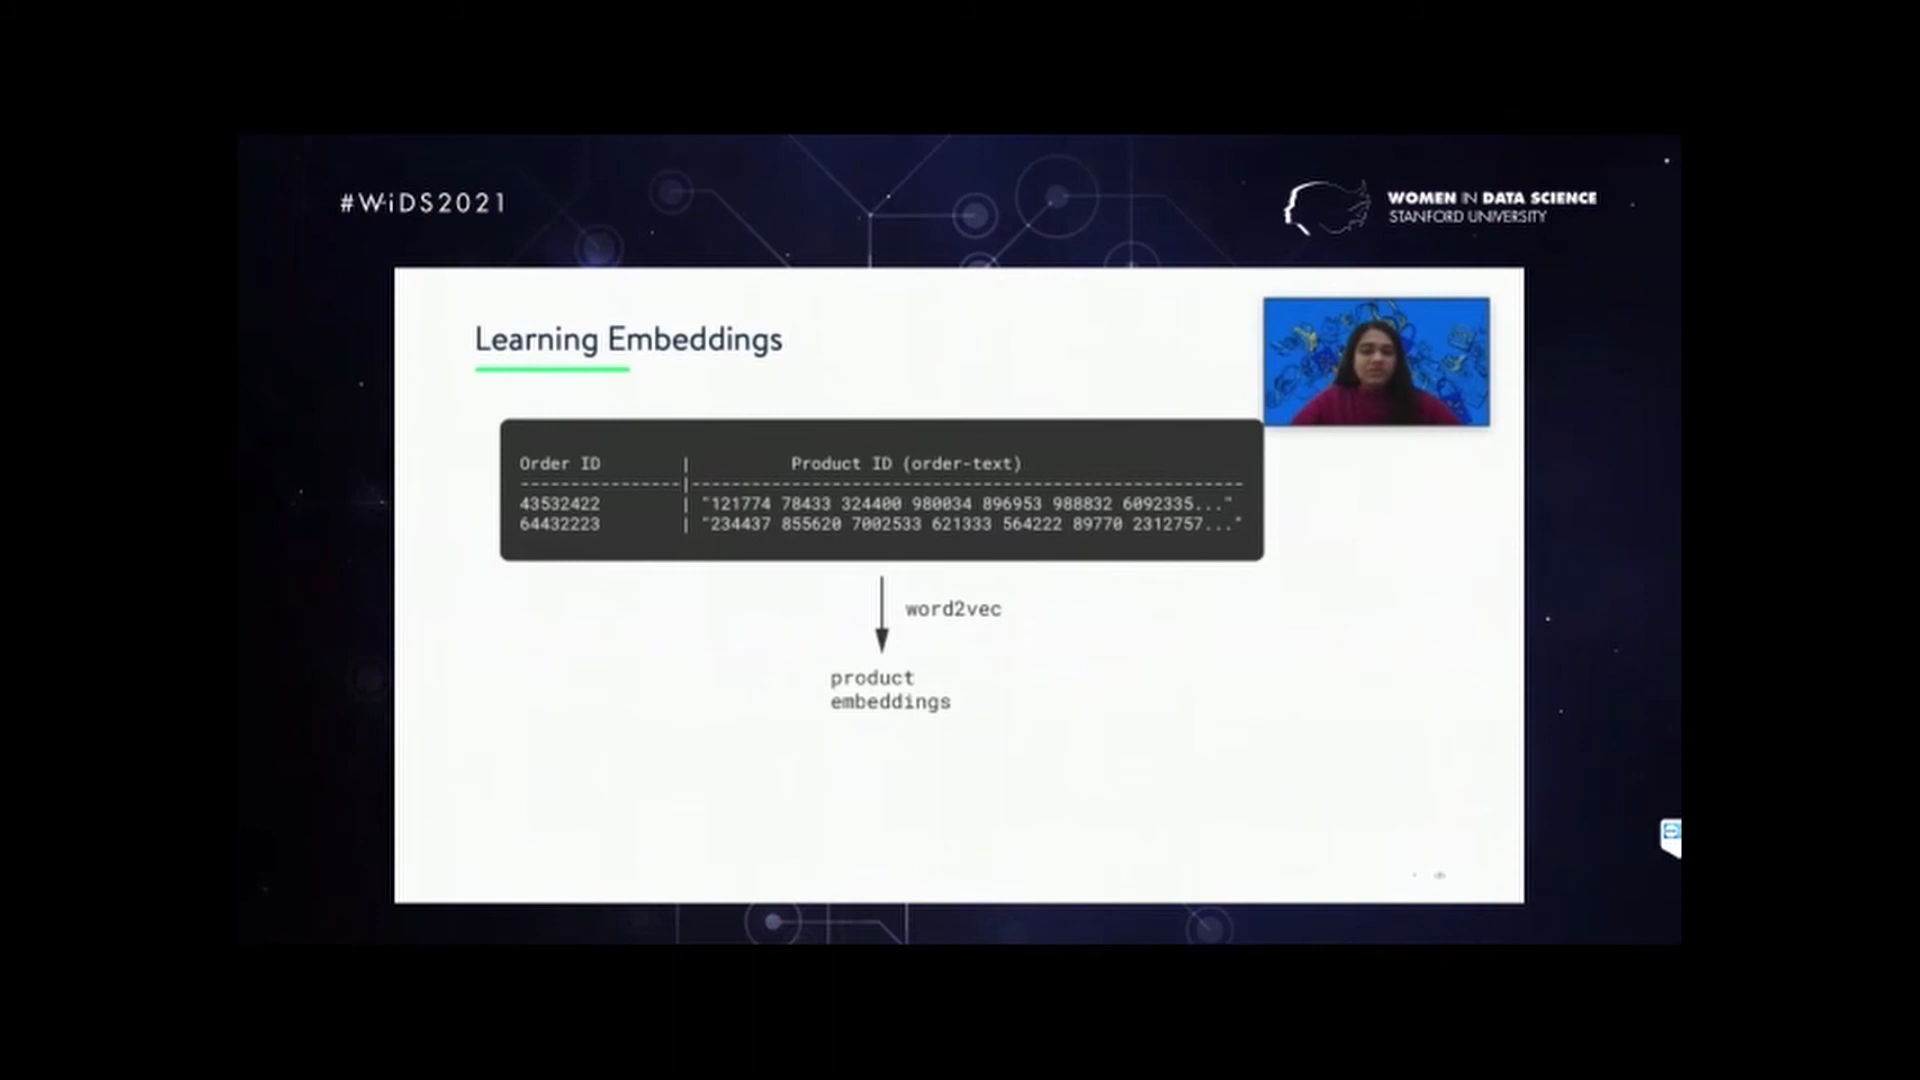 #WiDS2021
WOMEN IN DATA SCIENCE
STANFORD UNIVERSITY
Learning Embeddings
Order ID | Product ID (order-text)
---------------|-------------------------------------------------------
43532422 | "121774 78433 324400 980034 896953 988832 6092335..."
64432223 | "234437 855620 7002533 621333 564222 89770 2312757..."
word2vec
product
embeddings